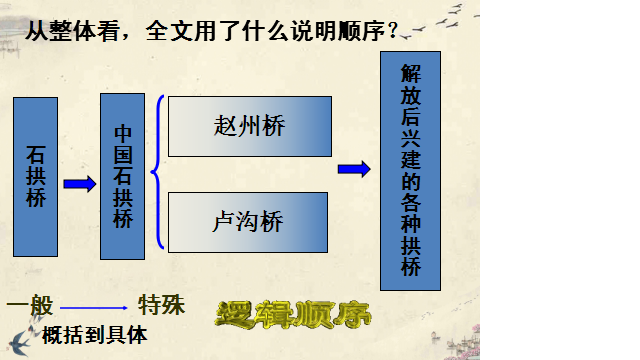 从整体看，全文用了什么说明顺序？
石拱桥
中国石拱桥
赵州桥
卢沟桥
解放后兴建的各种拱桥
一般
特殊
概括到具体
逻辑顺序